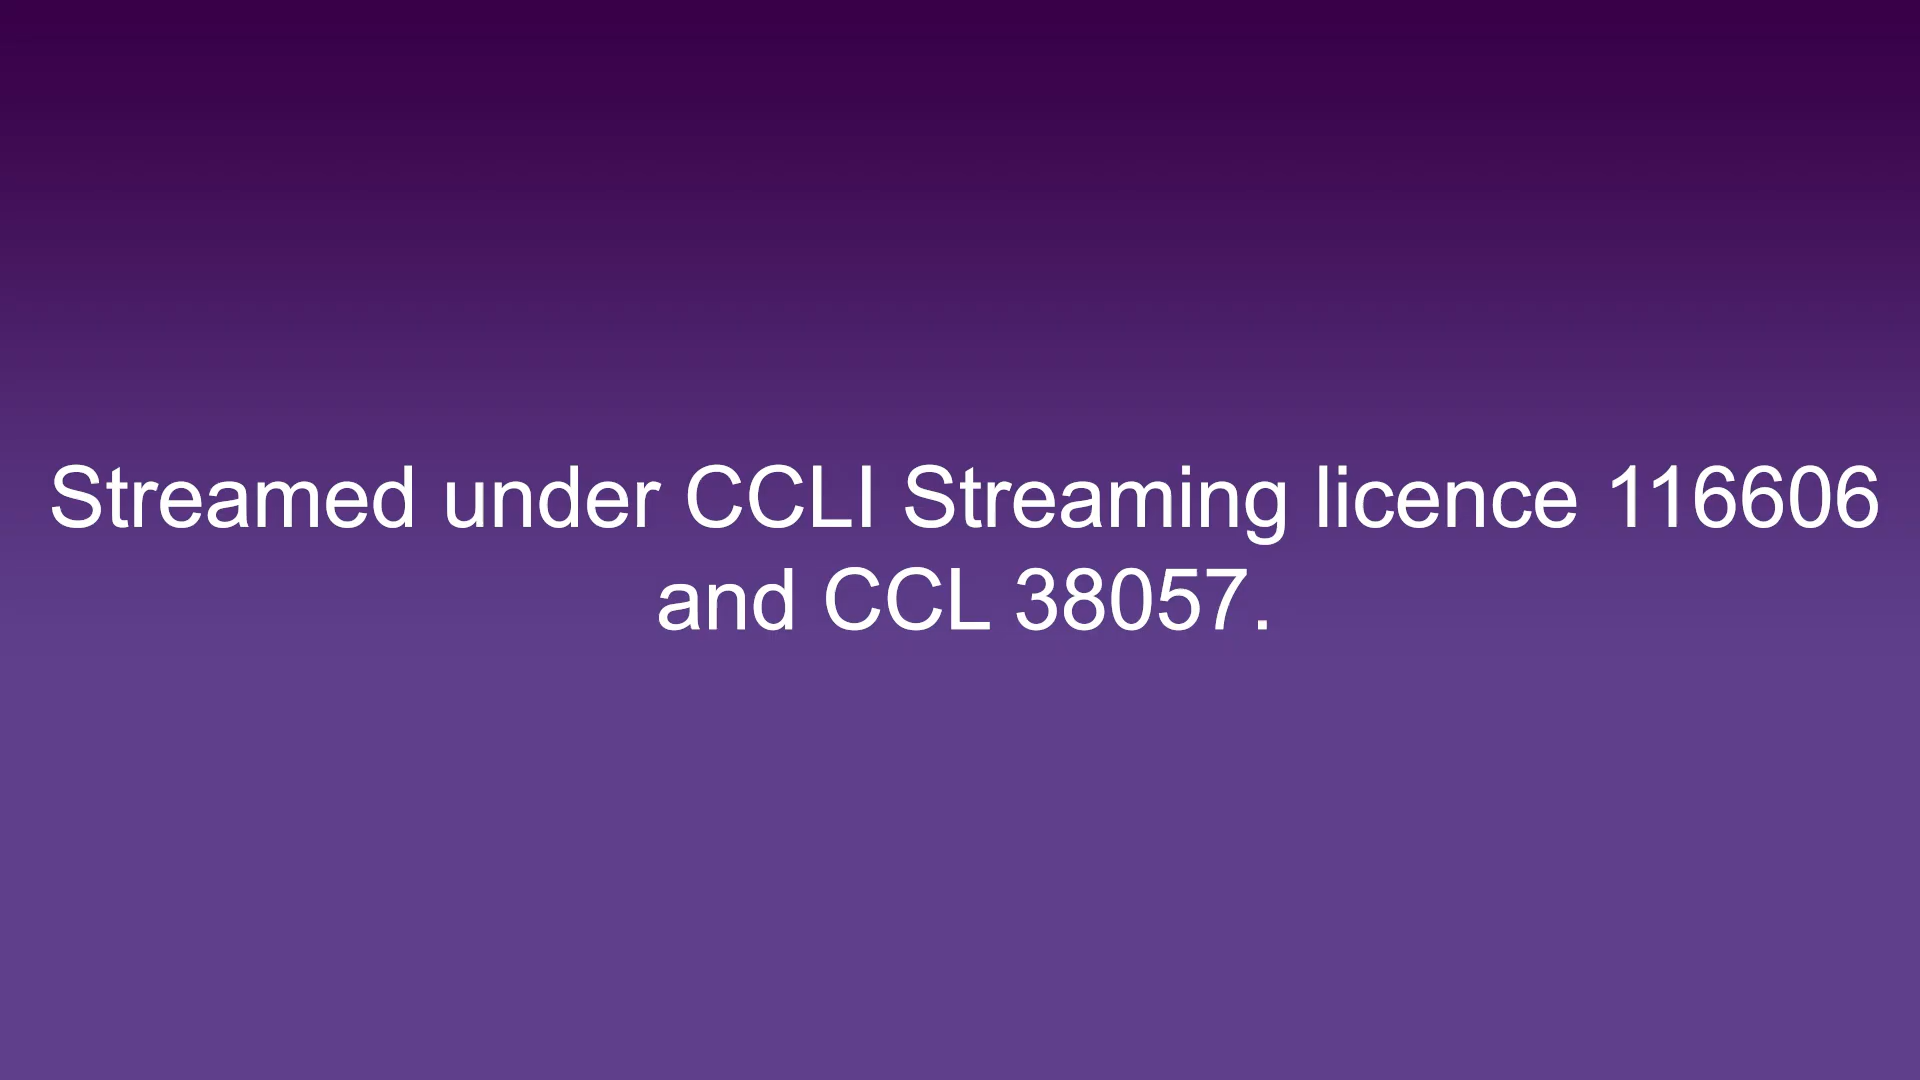 Streamed under CCLI Streaming licence 116606
and CCL 38057.